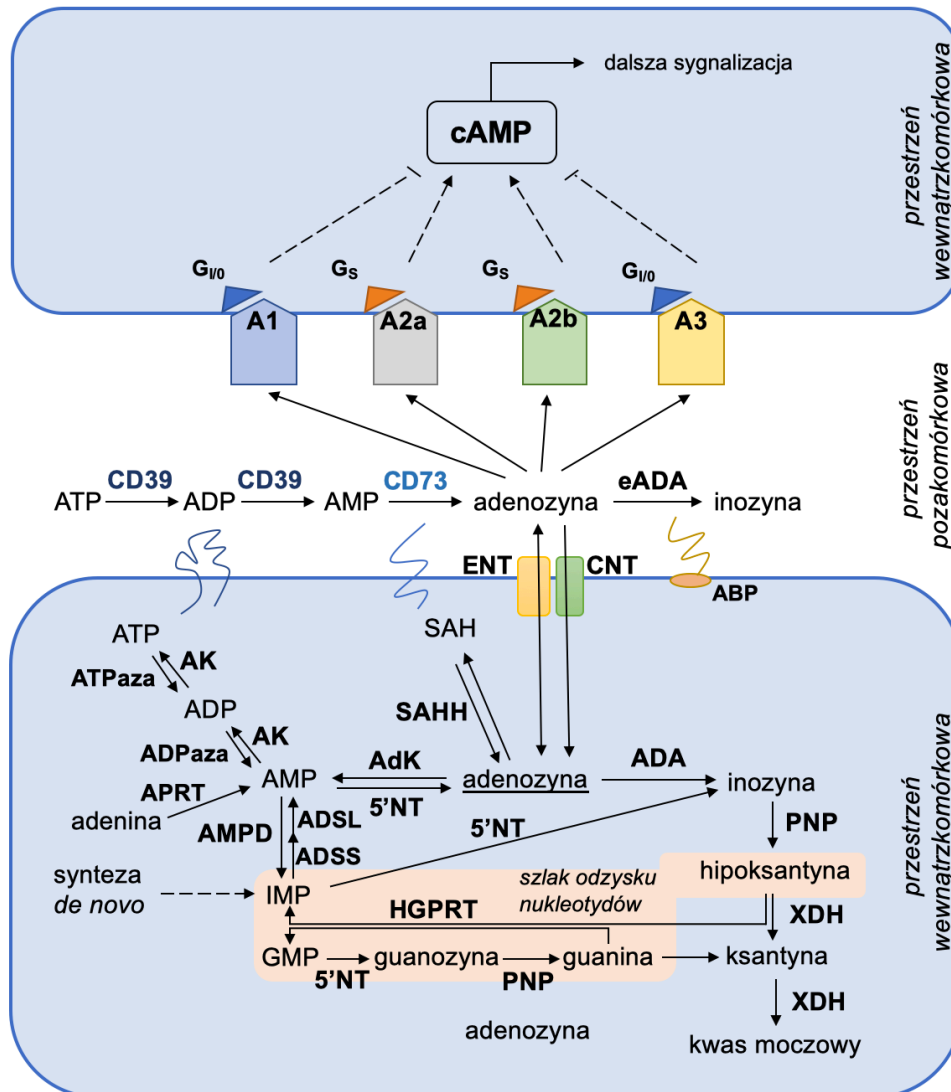 dalsza sygnalizacja
cAMP
przestrzeń
wewnątrzkomórkowa
GI/0
GS
GS
GI/0
A1
A2a
A2b
A3
przestrzeń
pozakomórkowa
CD39
CD39
CD73
eADA
ATP
ADP
AMP
adenozyna
inozyna
ENT
CNT
ABP
ATP
SAH
ATPaza
AK
ADP
SAHH
ADPaza
AK
AMP
AdK
adenozyna
ADA
inozyna
5’NT
APRT
adenina
AMPD
ADSL
ADSS
5’NT
PNP
przestrzeń
wewnątrzkomórkowa
synteza
de novo
IMP
szlak odzysku
nukleotydów
hipoksantyna
HGPRT
XDH
GMP
guanozyna
guanina
ksantyna
5’NT
PNP
XDH
adenozyna
kwas moczowy